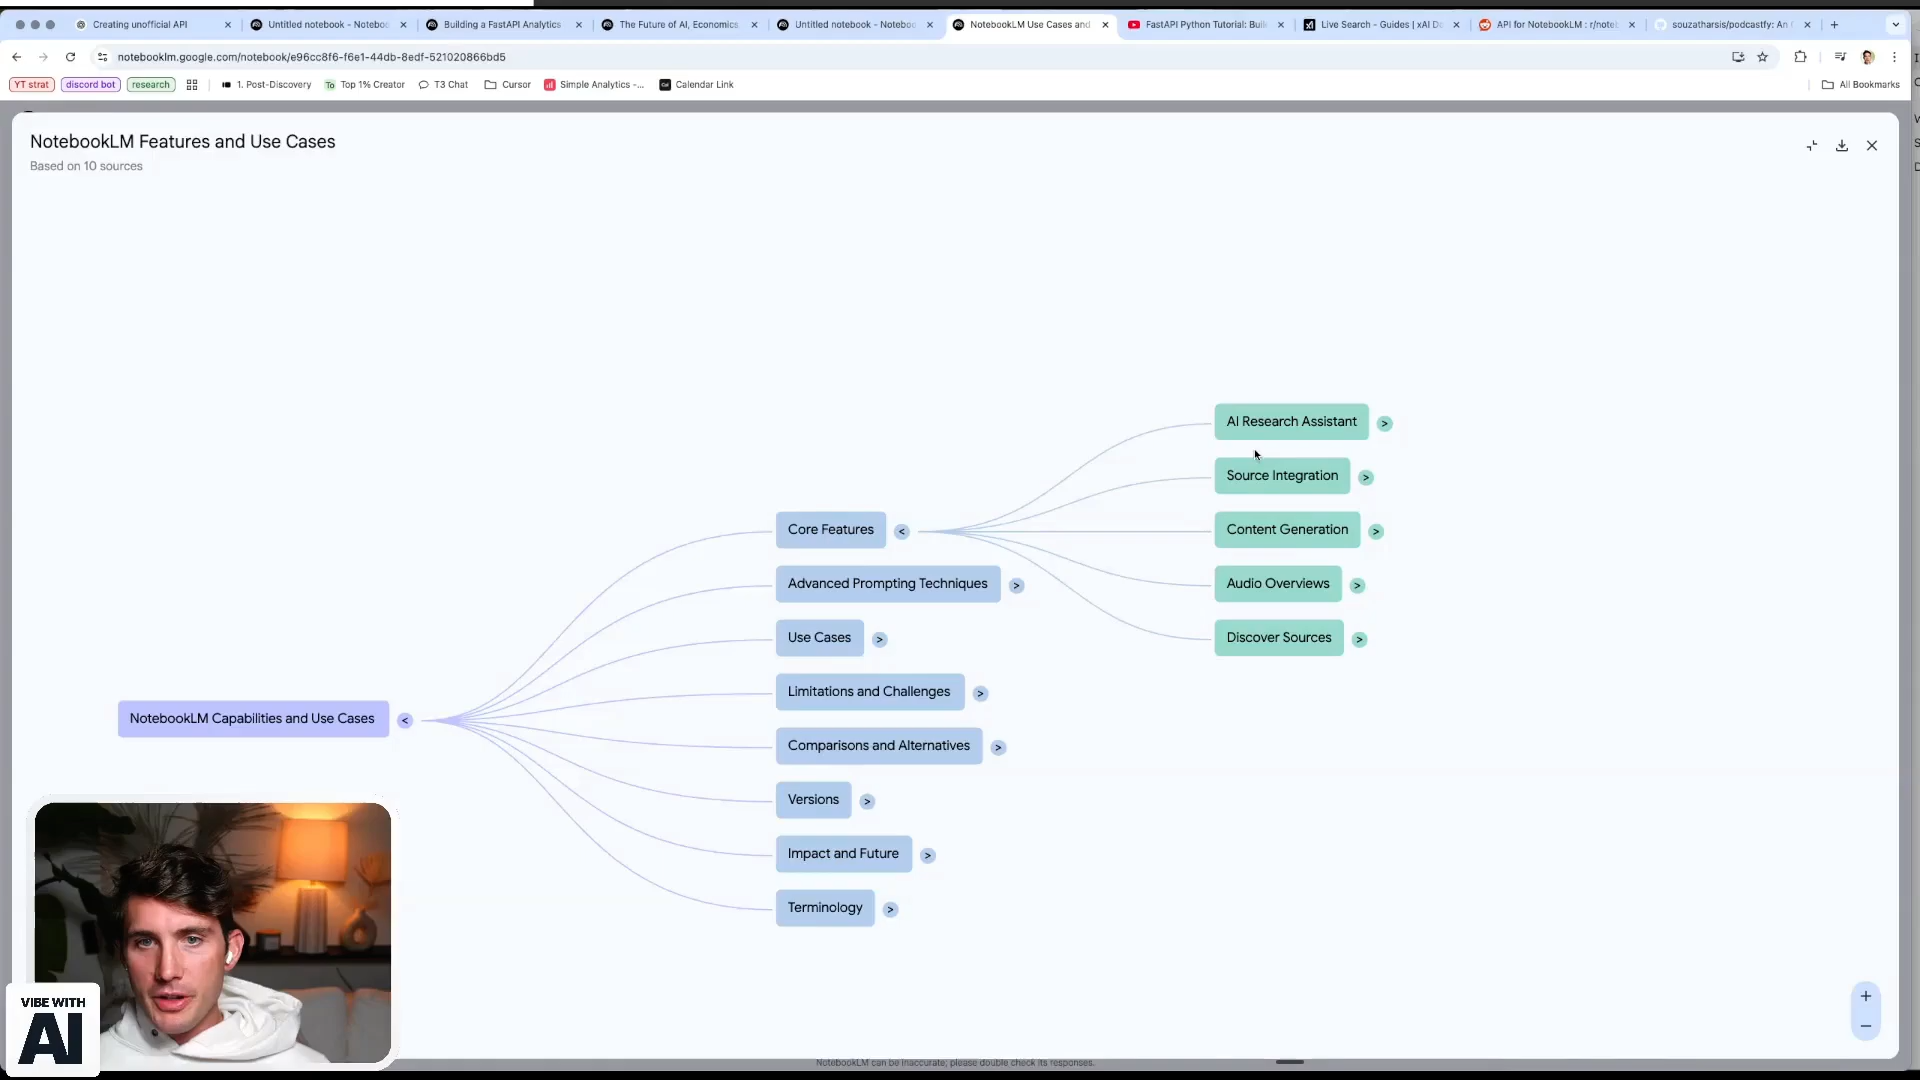 Creating unofficial API
Untitled notebook - Noteboo
Building a FastAPI Analytics
The Future of AI, Economics
Untitled notebook - Noteboo
NotebookLM Use Cases and
FastAPI Python Tutorial: Buil
Live Search - Guides | xAI Do
API for NotebookLM : r/note
souzatharsis/podcastfy: An
notebooklm.google.com/notebook/e96cc8f6-f6e1-44db-8edf-521020866bd5
YT strat
discord bot
research
1. Post-Discovery
To Top 1% Creator
T3 Chat
Cursor
Simple Analytics -...
Calendar Link
All Bookmarks
NotebookLM Features and Use Cases
Based on 10 sources
AI Research Assistant >
Source Integration >
Core Features <
Content Generation >
Advanced Prompting Techniques >
Audio Overviews >
Use Cases >
Discover Sources >
Limitations and Challenges >
NotebookLM Capabilities and Use Cases <
Comparisons and Alternatives >
Versions >
Impact and Future >
Terminology >
VIBE WITH
AI
NotebookLM can be inaccurate; please double check its responses.